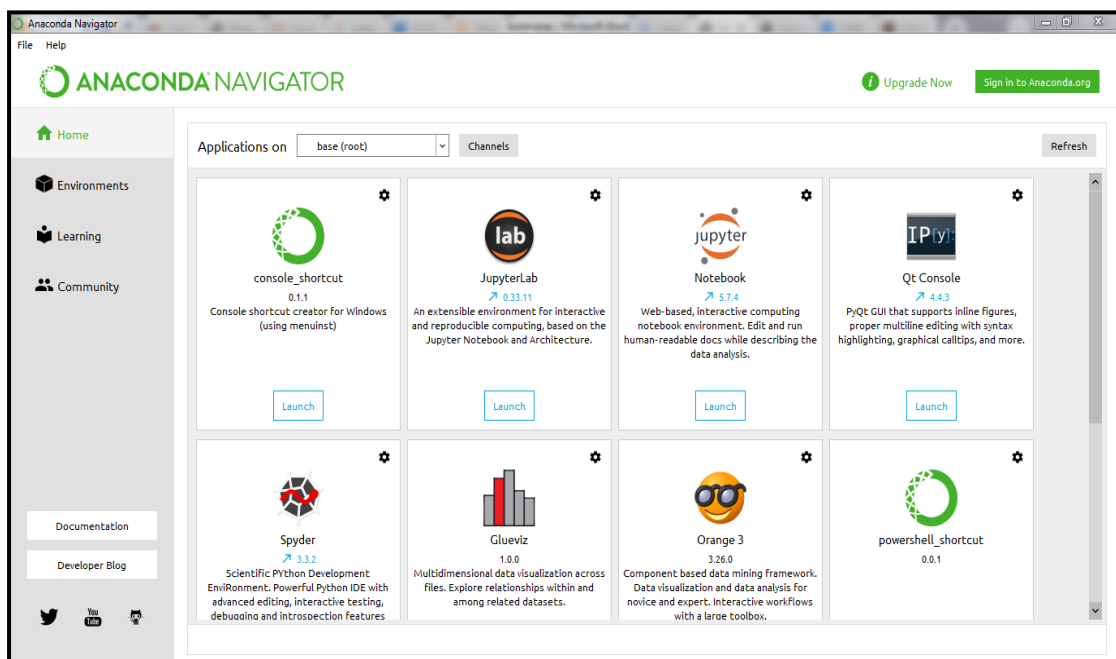 Anaconda Navigator
File Help
ANACONDA NAVIGATOR
i Upgrade Now
Sign in to Anaconda.org
Home
Environments
Learning
Community
Documentation
Developer Blog
You
Tube
Applications on base (root) Channels Refresh
console_shortcut
0.1.1
Console shortcut creator for Windows
(using menuinst)
Launch
lab
JupyterLab
0.33.11
An extensible environment for interactive
and reproducible computing, based on the
Jupyter Notebook and Architecture.
Launch
jupyter
Notebook
5.7.4
Web-based, interactive computing
notebook environment. Edit and run
human-readable docs while describing the
data analysis.
Launch
IP[y]:
Qt Console
4.4.3
PyQt GUI that supports inline figures,
proper multiline editing with syntax
highlighting, graphical calltips, and more.
Launch
Spyder
3.3.2
Scientific PYthon Development
EnviRonment. Powerful Python IDE with
advanced editing, interactive testing,
debugging and introspection features
Glueviz
1.0.0
Multidimensional data visualization across
files. Explore relationships within and
among related datasets.
Orange 3
3.26.0
Component based data mining framework.
Data visualization and data analysis for
novice and expert. Interactive workflows
with a large toolbox.
powershell_shortcut
0.0.1